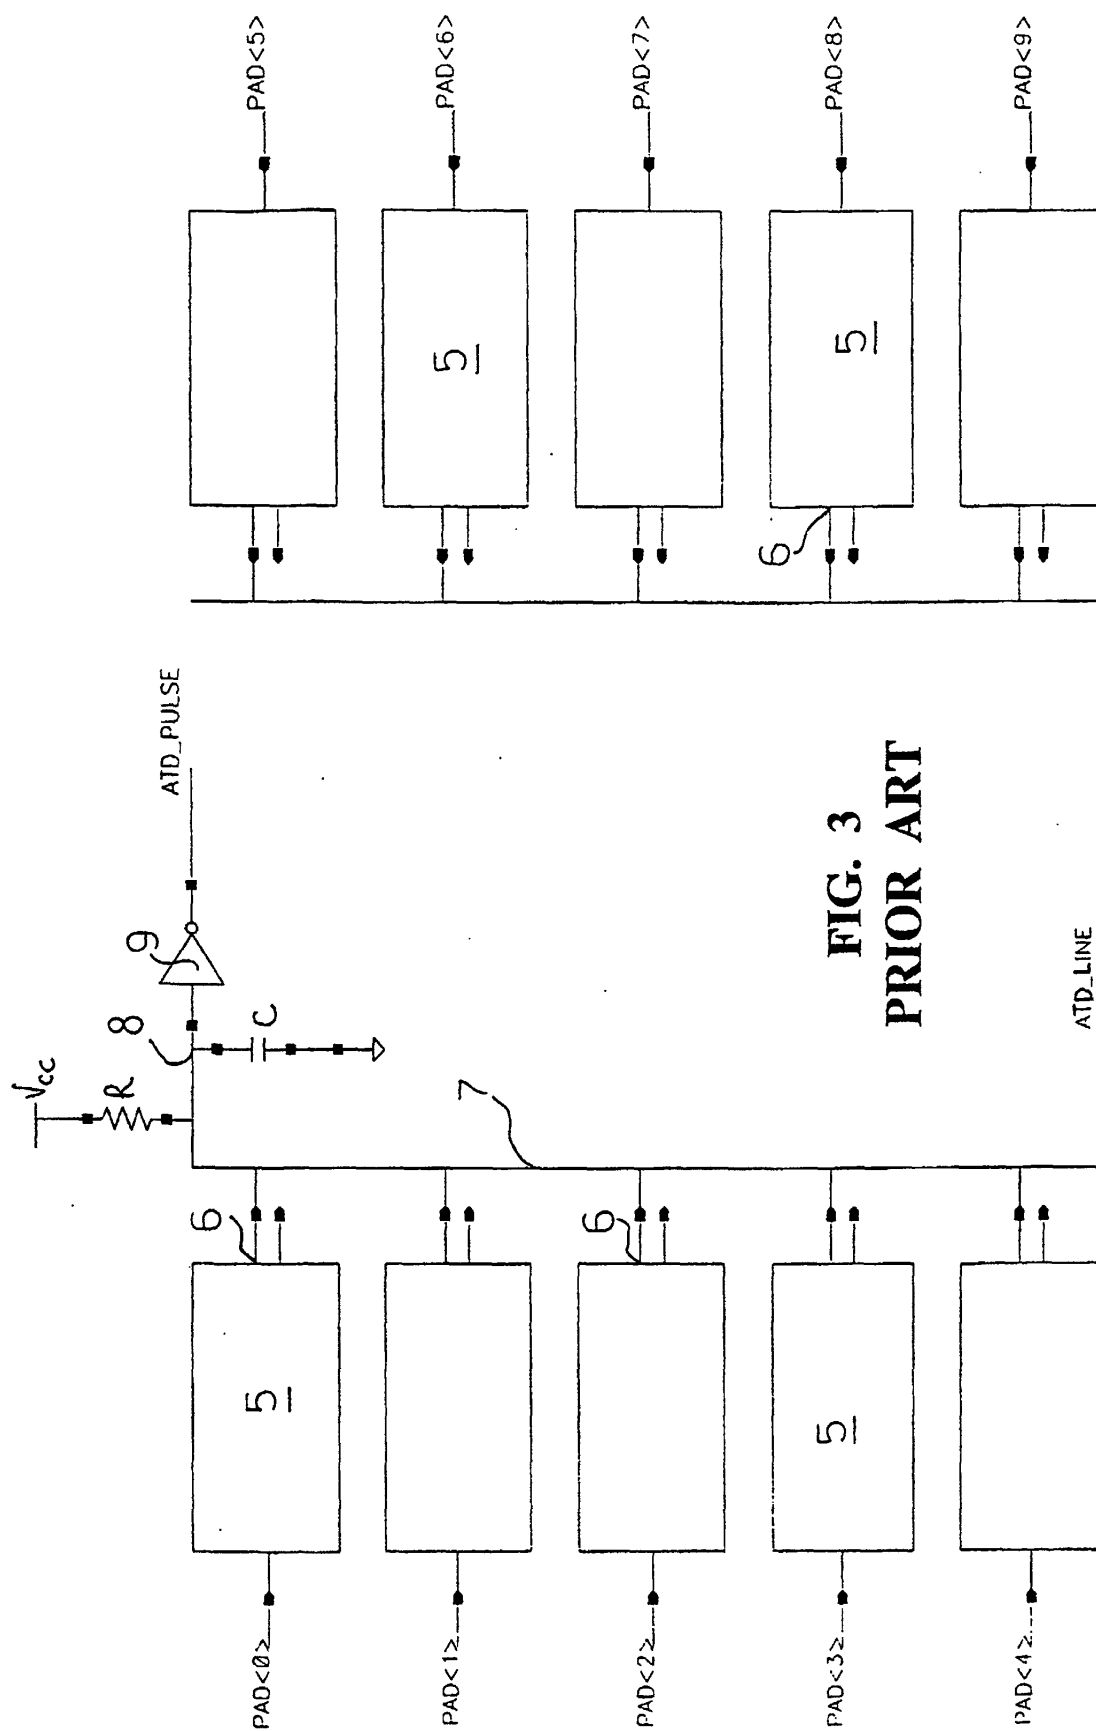 Vcc
R
8
C
9
ATD_PULSE
7
PAD<0>
5
6
PAD<1>
PAD<2>
6
PAD<3>
5
PAD<4>
PAD<5>
PAD<6>
5
PAD<7>
PAD<8>
5
6
PAD<9>
FIG. 3
PRIOR ART
ATD_LINE